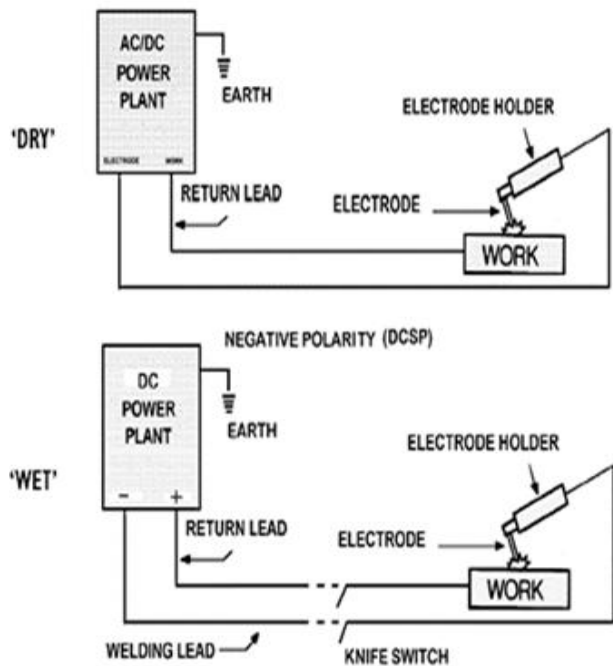 AC/DC
POWER
PLANT
EARTH
'DRY'
ELECTRODE WORK
RETURN LEAD
ELECTRODE HOLDER
ELECTRODE
WORK
NEGATIVE POLARITY (DCSP)
DC
POWER
PLANT
EARTH
'WET'
- +
RETURN LEAD
ELECTRODE HOLDER
ELECTRODE
WORK
WELDING LEAD
KNIFE SWITCH